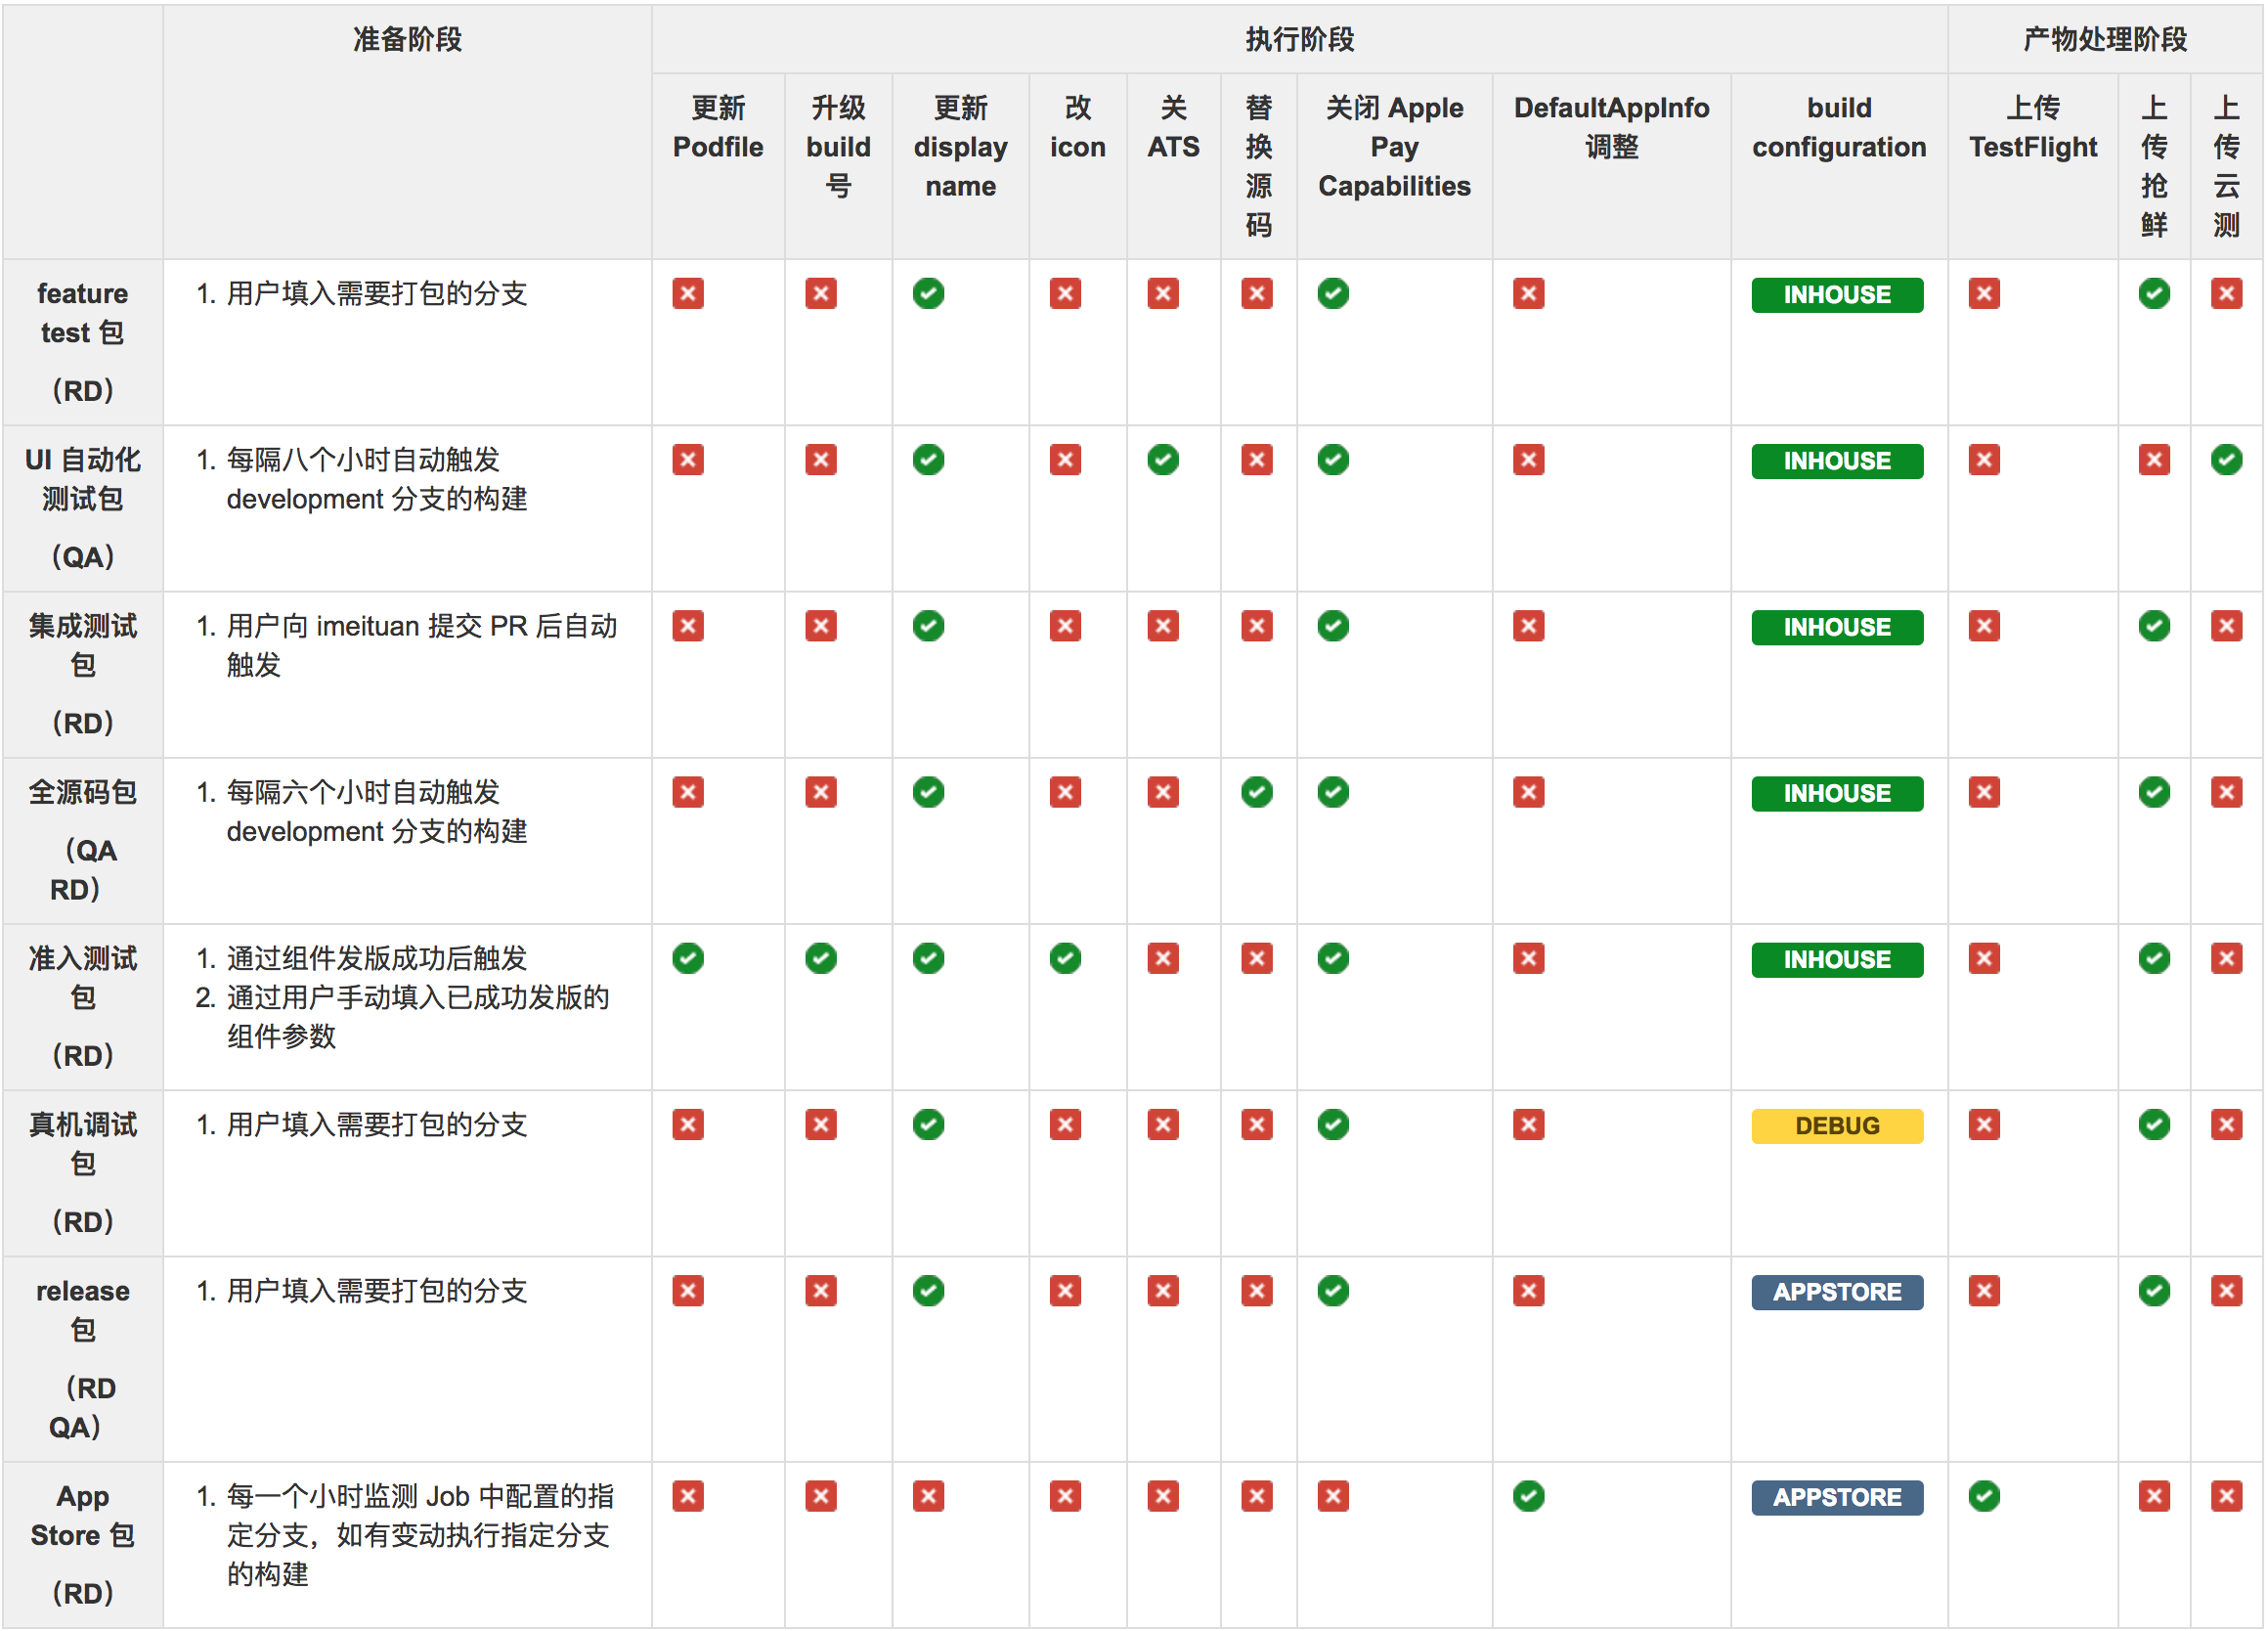 准备阶段
执行阶段
产物处理阶段
更新
Podfile
升级
build
号
更新
display
name
改
icon
关
ATS
替
换
源
码
关闭 Apple
Pay
Capabilities
DefaultAppInfo
调整
build
configuration
上传
TestFlight
上
传
抢
鲜
上
传
云
测
feature
test 包
（RD）
1. 用户填入需要打包的分支
INHOUSE
UI 自动化
测试包
（QA）
1. 每隔八个小时自动触发
development 分支的构建
INHOUSE
集成测试
包
（RD）
1. 用户向 imeituan 提交 PR 后自动
触发
INHOUSE
全源码包
（QA
RD）
1. 每隔六个小时自动触发
development 分支的构建
INHOUSE
准入测试
包
（RD）
1. 通过组件发版成功后触发
2. 通过用户手动填入已成功发版的
组件参数
INHOUSE
真机调试
包
（RD）
1. 用户填入需要打包的分支
DEBUG
release
包
（RD
QA）
1. 用户填入需要打包的分支
APPSTORE
App
Store 包
（RD）
1. 每一个小时监测 Job 中配置的指
定分支，如有变动执行指定分支
的构建
APPSTORE